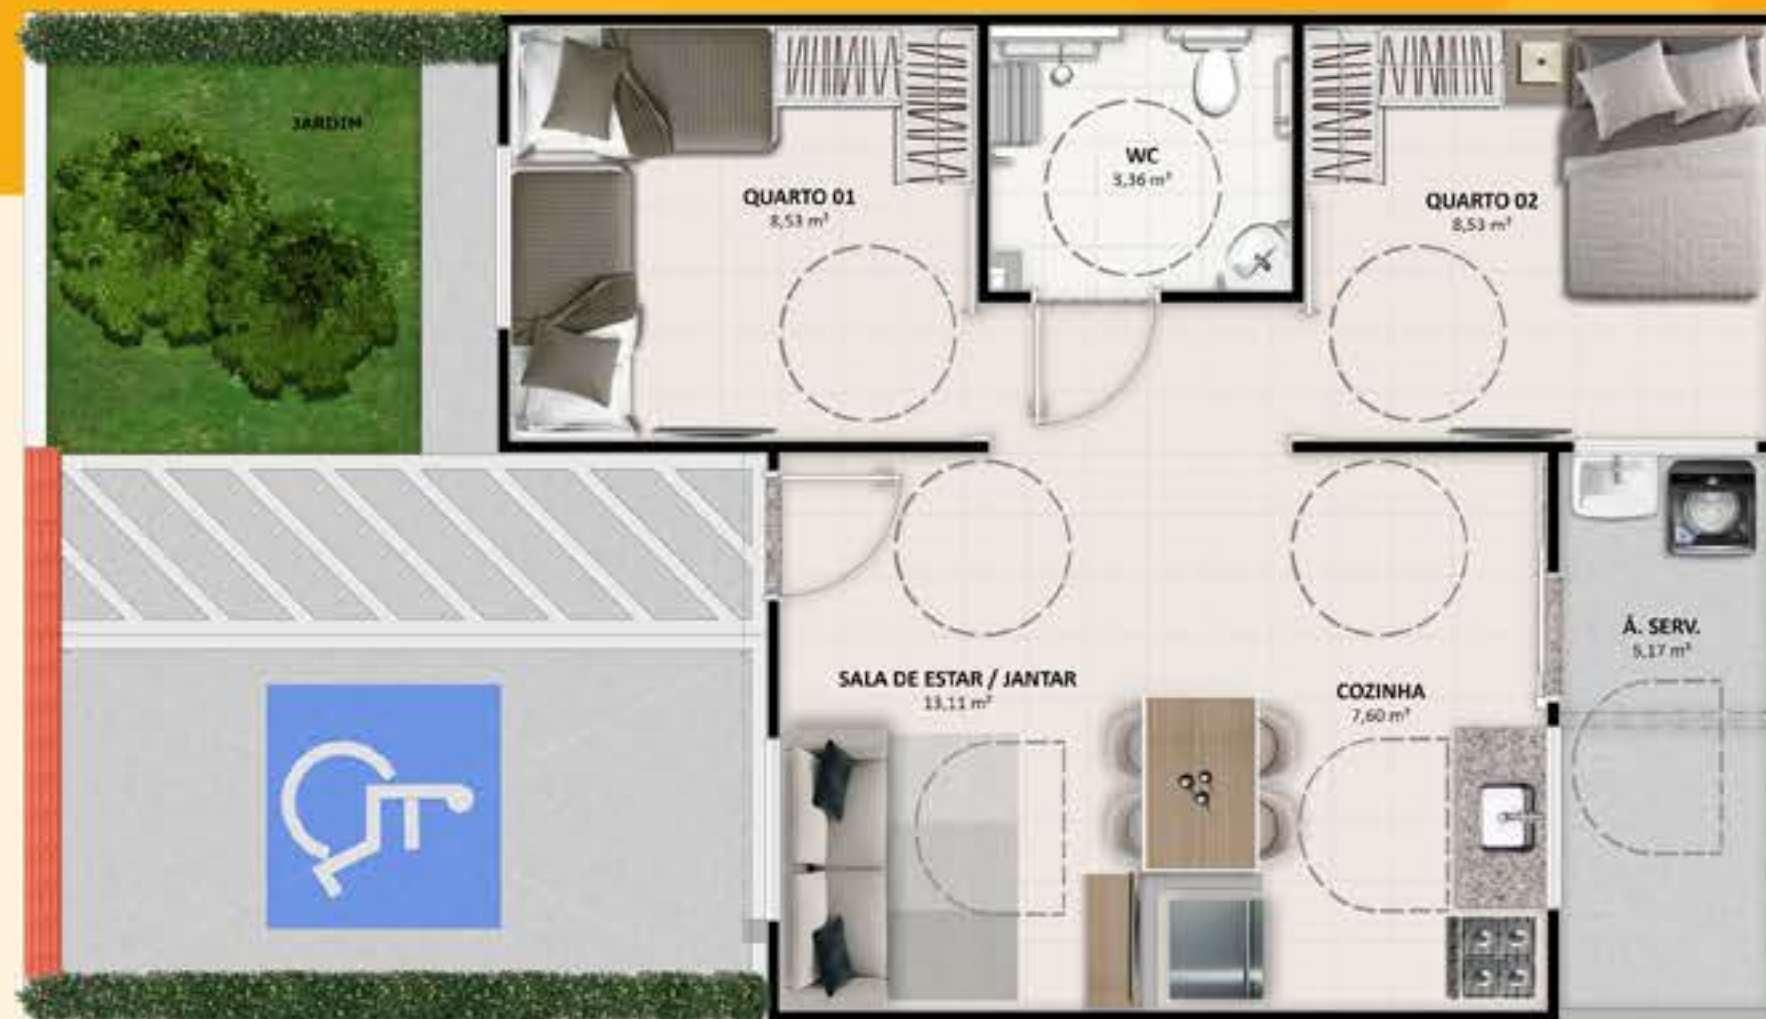 JARDIM
QUARTO 01
8,53 m²
WC
3,36 m²
QUARTO 02
8,53 m²
Á. SERV.
5,17 m²
SALA DE ESTAR / JANTAR
13,11 m²
COZINHA
7,60 m²